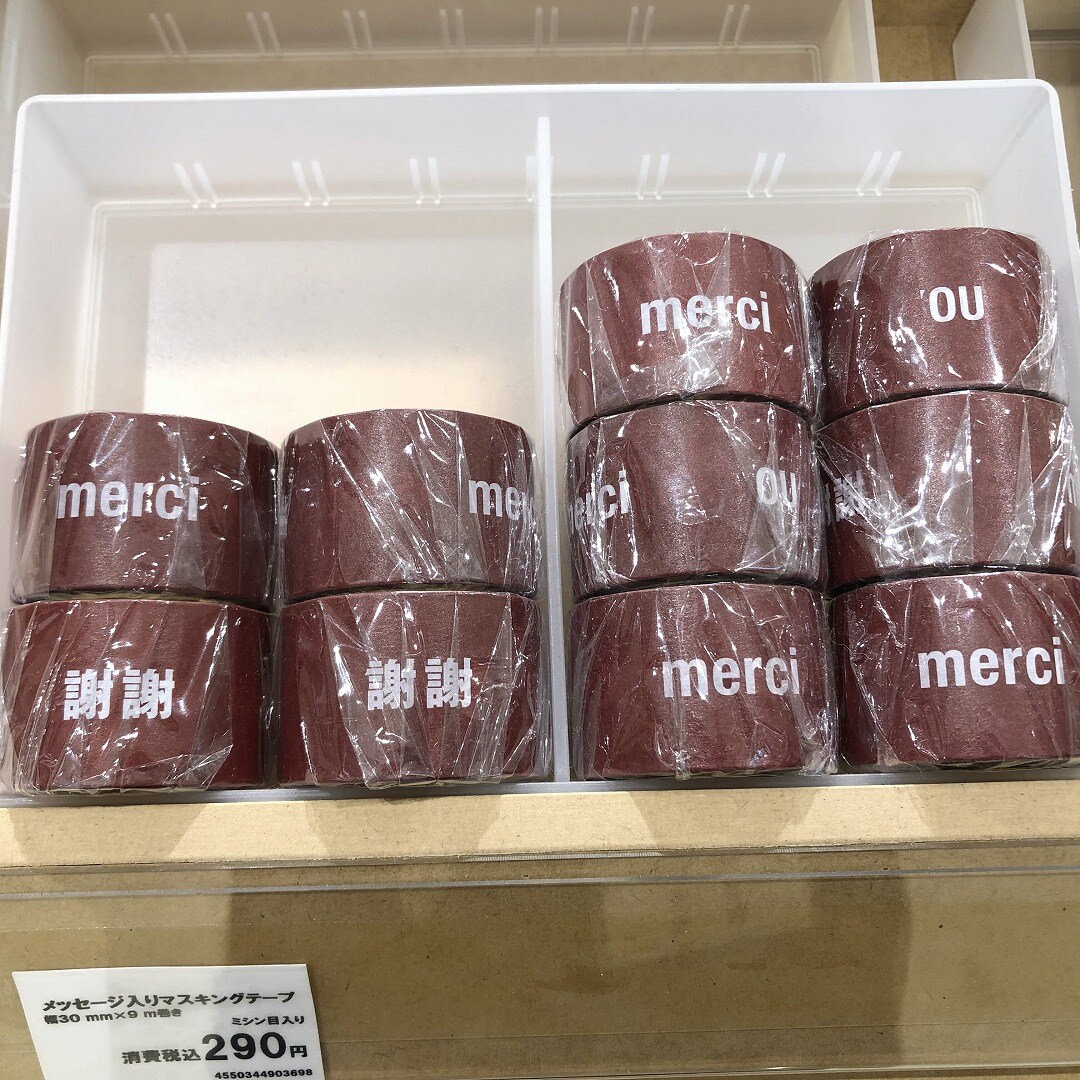 merci
OU
merci
OU
謝
merci
mer
謝謝
謝謝
merci
merci
メッセージ入りマスキングテープ
幅30 mm×9 m巻き
ミシン目入り
消費税込290円
4550344903698